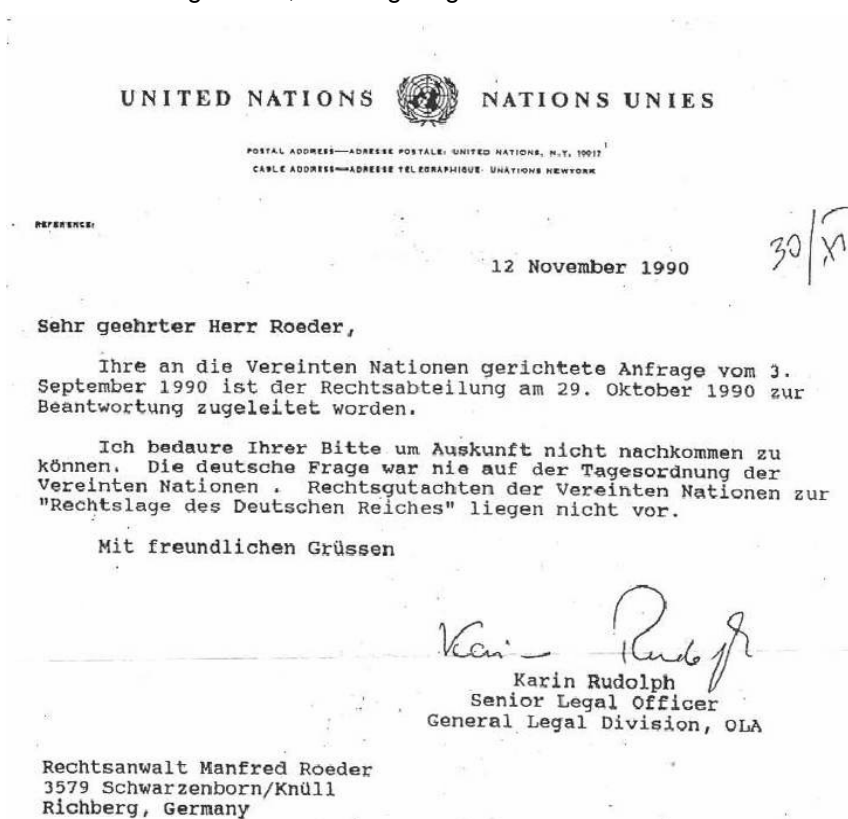 UNITED NATIONS NATIONS UNIES
POSTAL ADDRESS—ADRESSE POSTALE: UNITED NATIONS, N.Y. 10017
CABLE ADDRESS—ADRESSE TELEGRAPHIQUE: UNATIONS NEWYORK
REFERENCE:
30/XI
12 November 1990
Sehr geehrter Herr Roeder,
Ihre an die Vereinten Nationen gerichtete Anfrage vom 3.
September 1990 ist der Rechtsabteilung am 29. Oktober 1990 zur
Beantwortung zugeleitet worden.
Ich bedaure Ihrer Bitte um Auskunft nicht nachkommen zu
können. Die deutsche Frage war nie auf der Tagesordnung der
Vereinten Nationen . Rechtsgutachten der Vereinten Nationen zur
"Rechtslage des Deutschen Reiches" liegen nicht vor.
Mit freundlichen Grüssen
Karin Rudolph
Karin Rudolph
Senior Legal Officer
General Legal Division, OLA
Rechtsanwalt Manfred Roeder
3579 Schwarzenborn/Knüll
Richberg, Germany